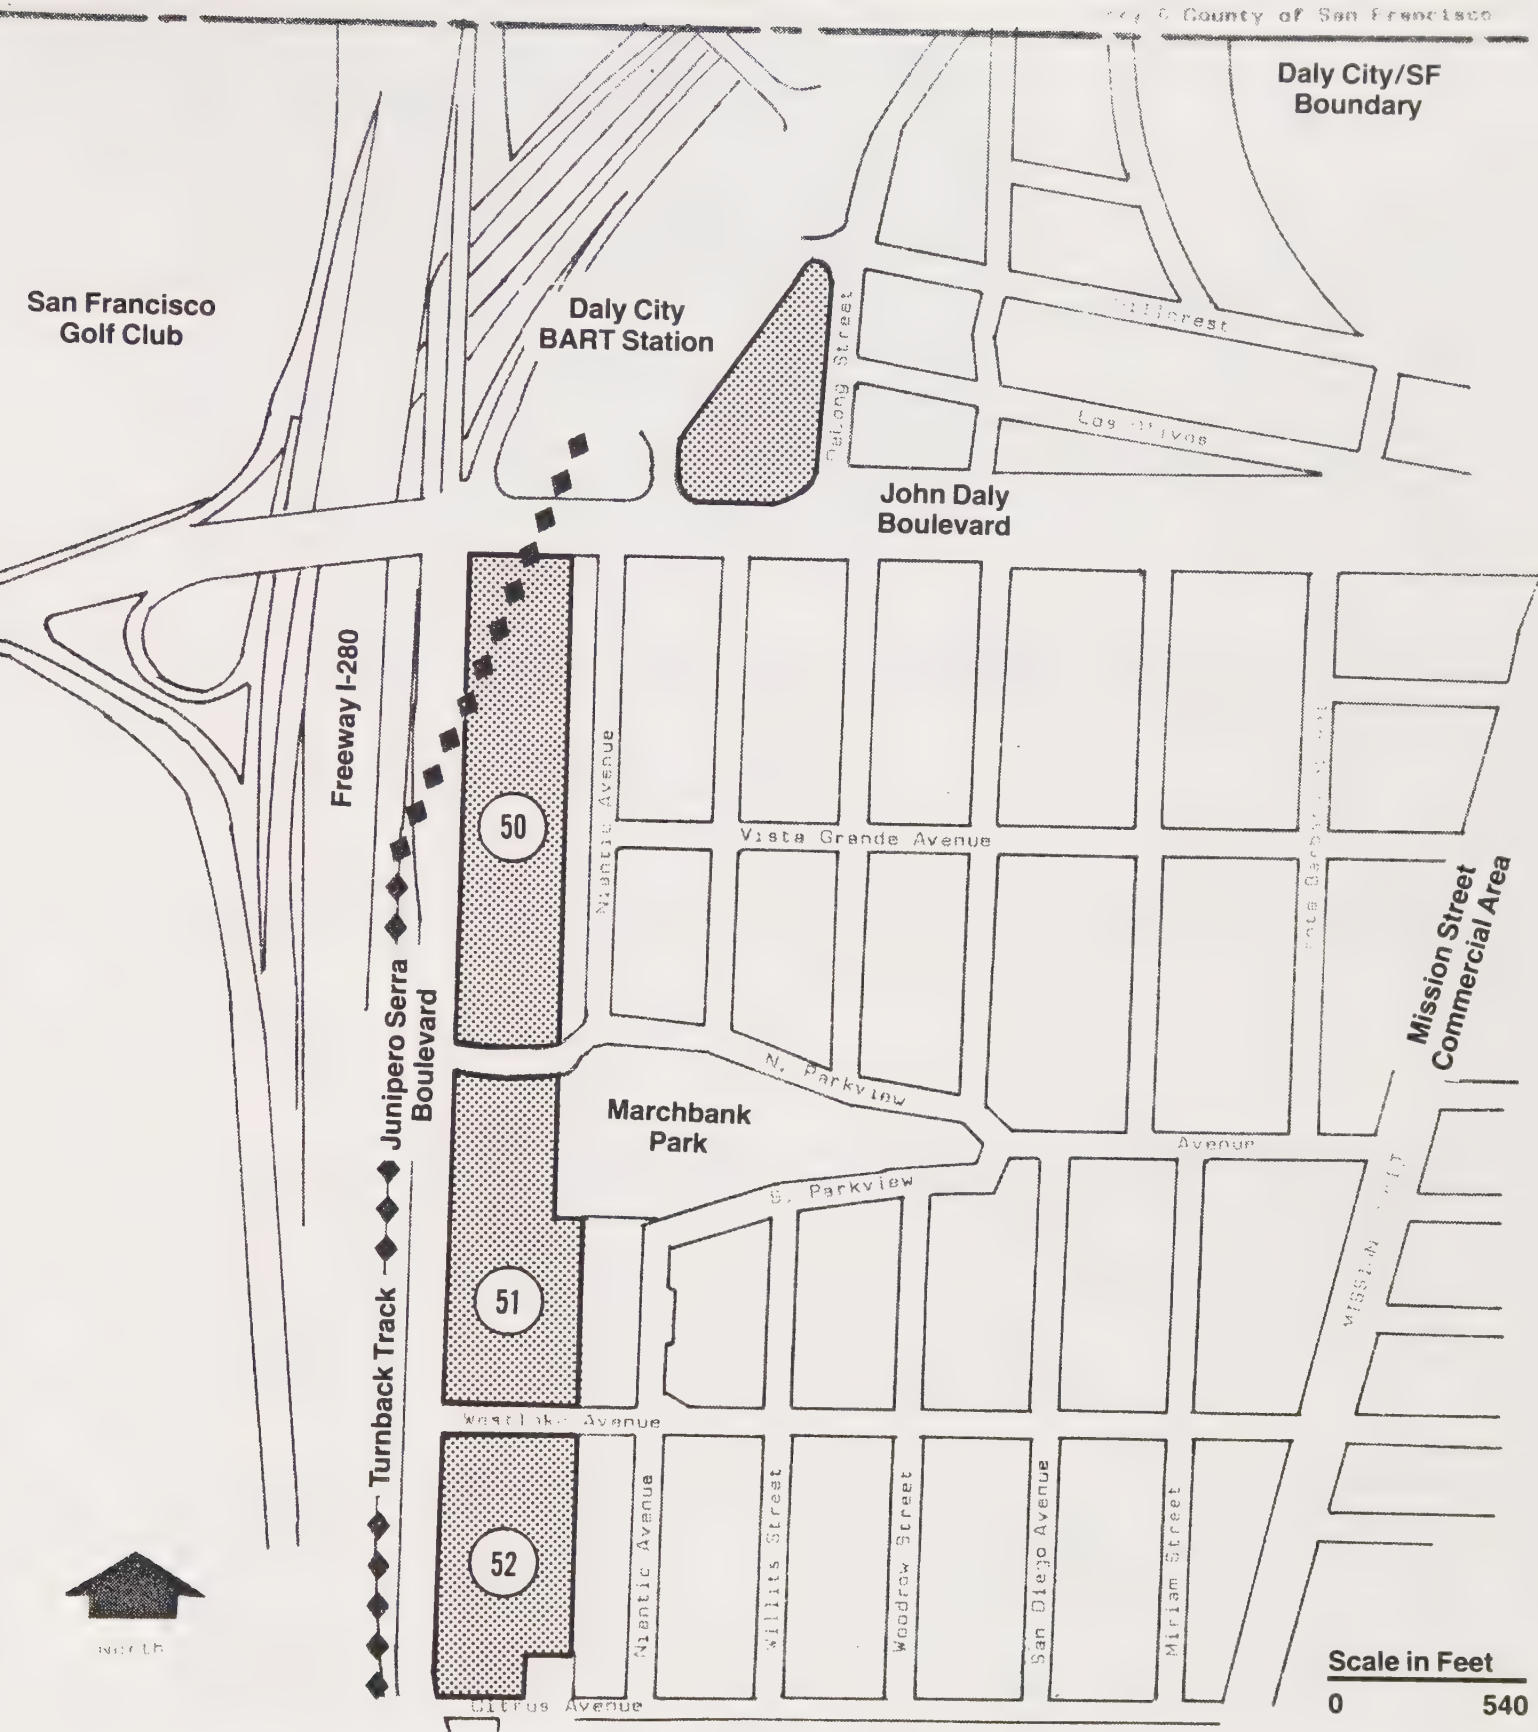 & County of San Francisco
Daly City/SF
Boundary
San Francisco
Golf Club
Daly City
BART Station
DeLong Street
Hillcrest
Los Olivos
John Daly
Boulevard
Freeway I-280
Niantic Avenue
50
Vista Grande Avenue
Mission Street
Commercial Area
Junipero Serra
Boulevard
N. Parkview
Marchbank
Park
Avenue
S. Parkview
51
Turnback Track
Westlake Avenue
52
Niantic Avenue
Willits Street
Woodrow Street
San Diego Avenue
Miriam Street
North
Citrus Avenue
Scale in Feet
0 540